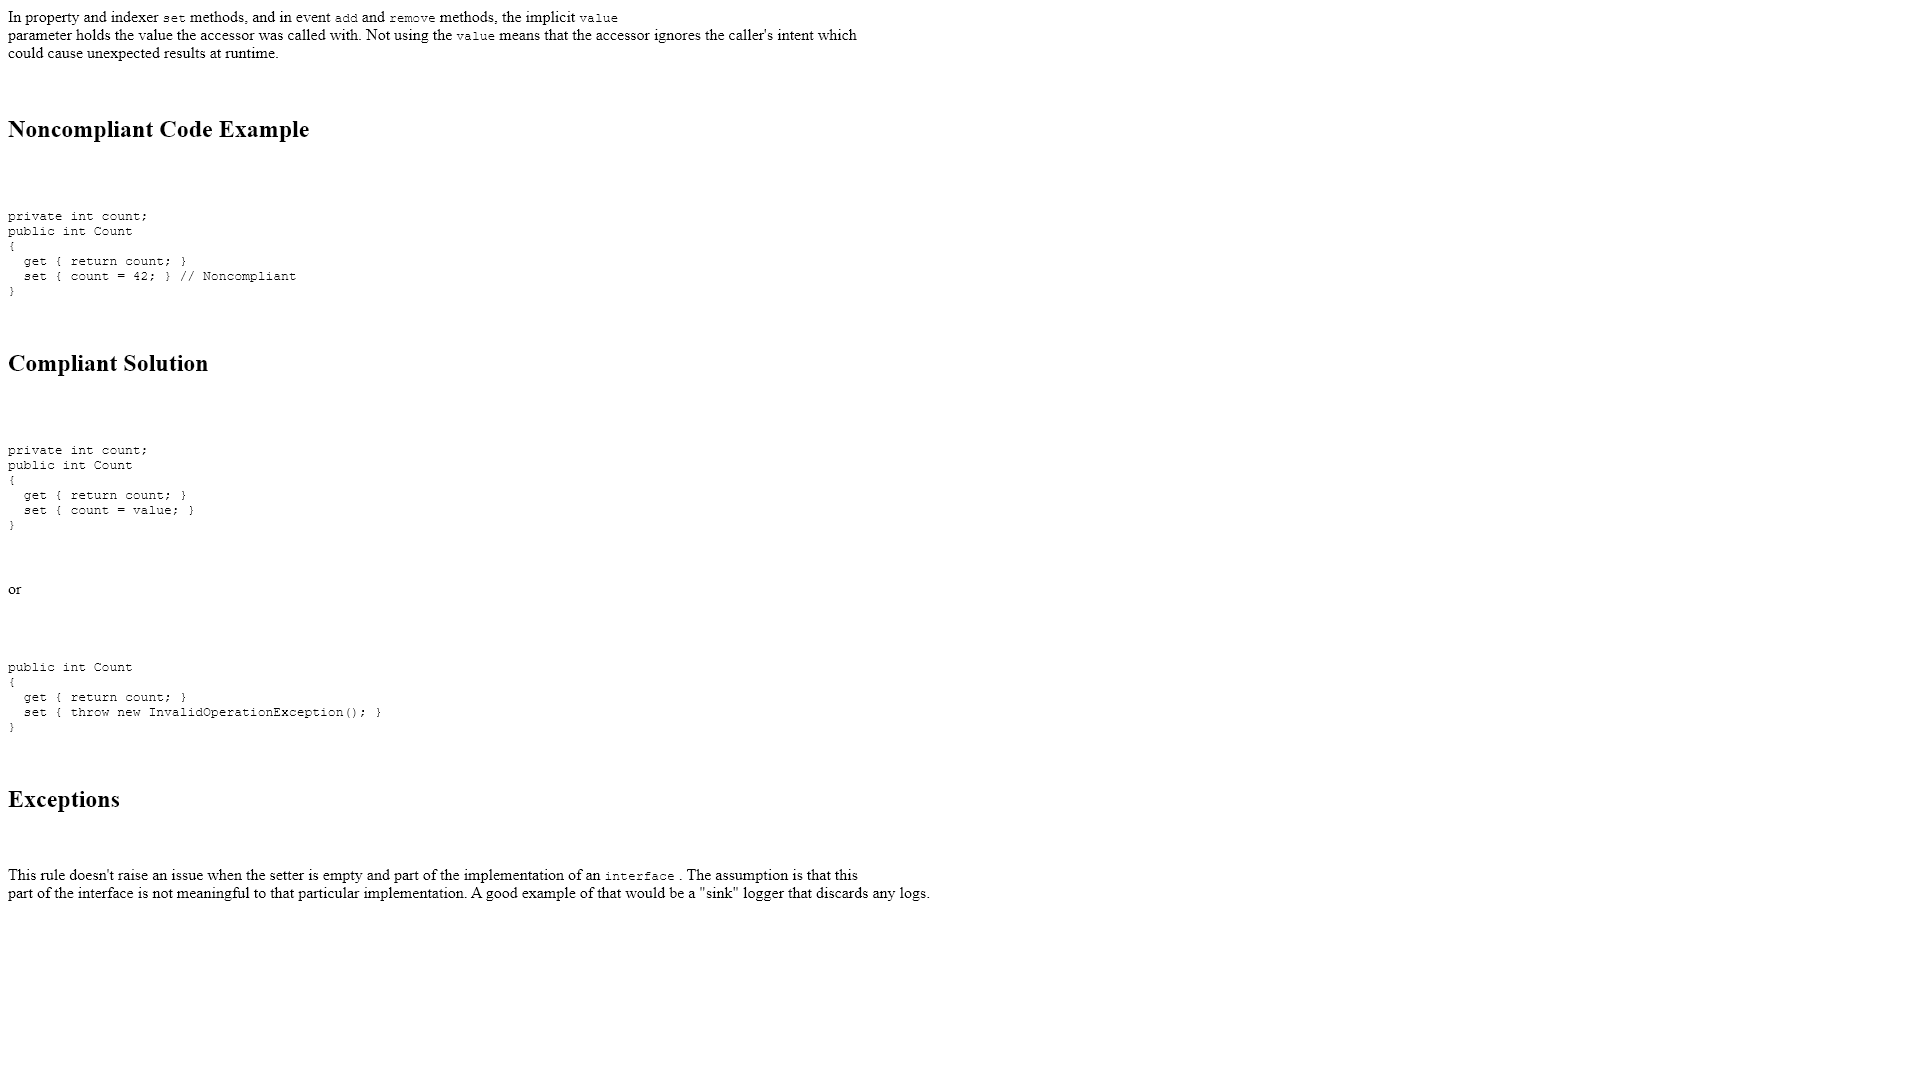 In property and indexer set methods, and in event add and remove methods, the implicit value
parameter holds the value the accessor was called with. Not using the value means that the accessor ignores the caller's intent which
could cause unexpected results at runtime.
Noncompliant Code Example
private int count;
public int Count
{
  get { return count; }
  set { count = 42; } // Noncompliant
}
Compliant Solution
private int count;
public int Count
{
  get { return count; }
  set { count = value; }
}
or
public int Count
{
  get { return count; }
  set { throw new InvalidOperationException(); }
}
Exceptions
This rule doesn't raise an issue when the setter is empty and part of the implementation of an interface . The assumption is that this
part of the interface is not meaningful to that particular implementation. A good example of that would be a "sink" logger that discards any logs.